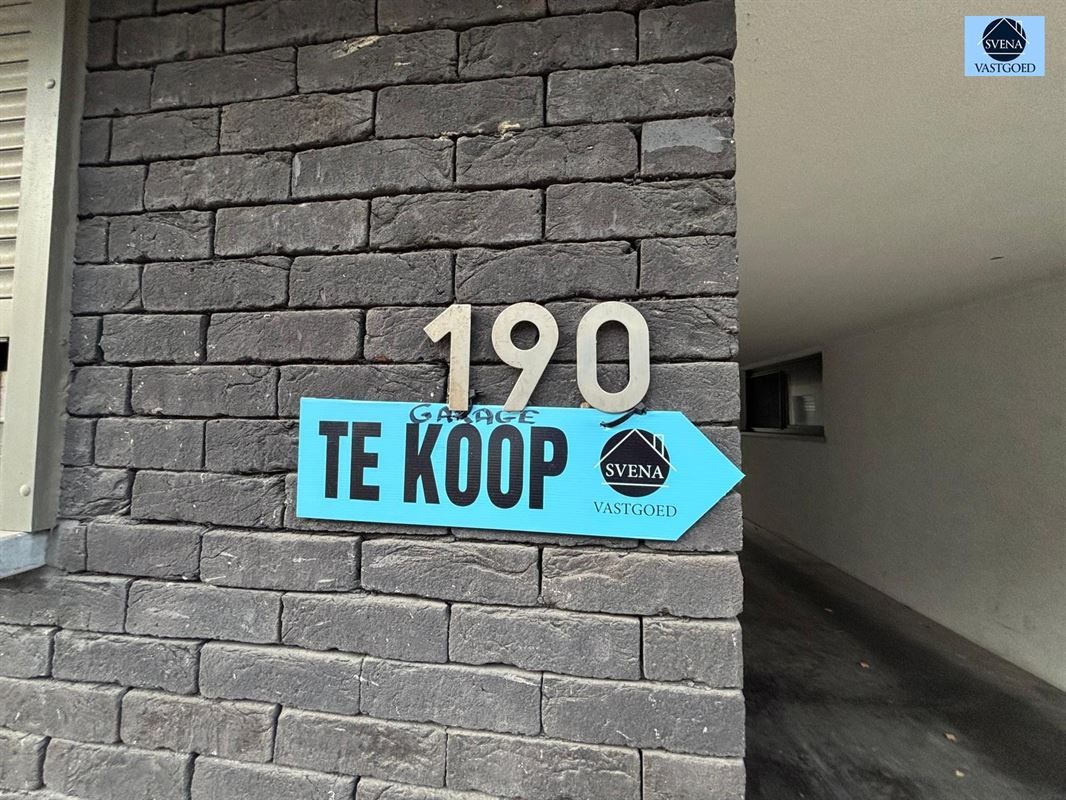 SVENA
VASTGOED
190
GARAGE
TE KOOP
SVENA
VASTGOED